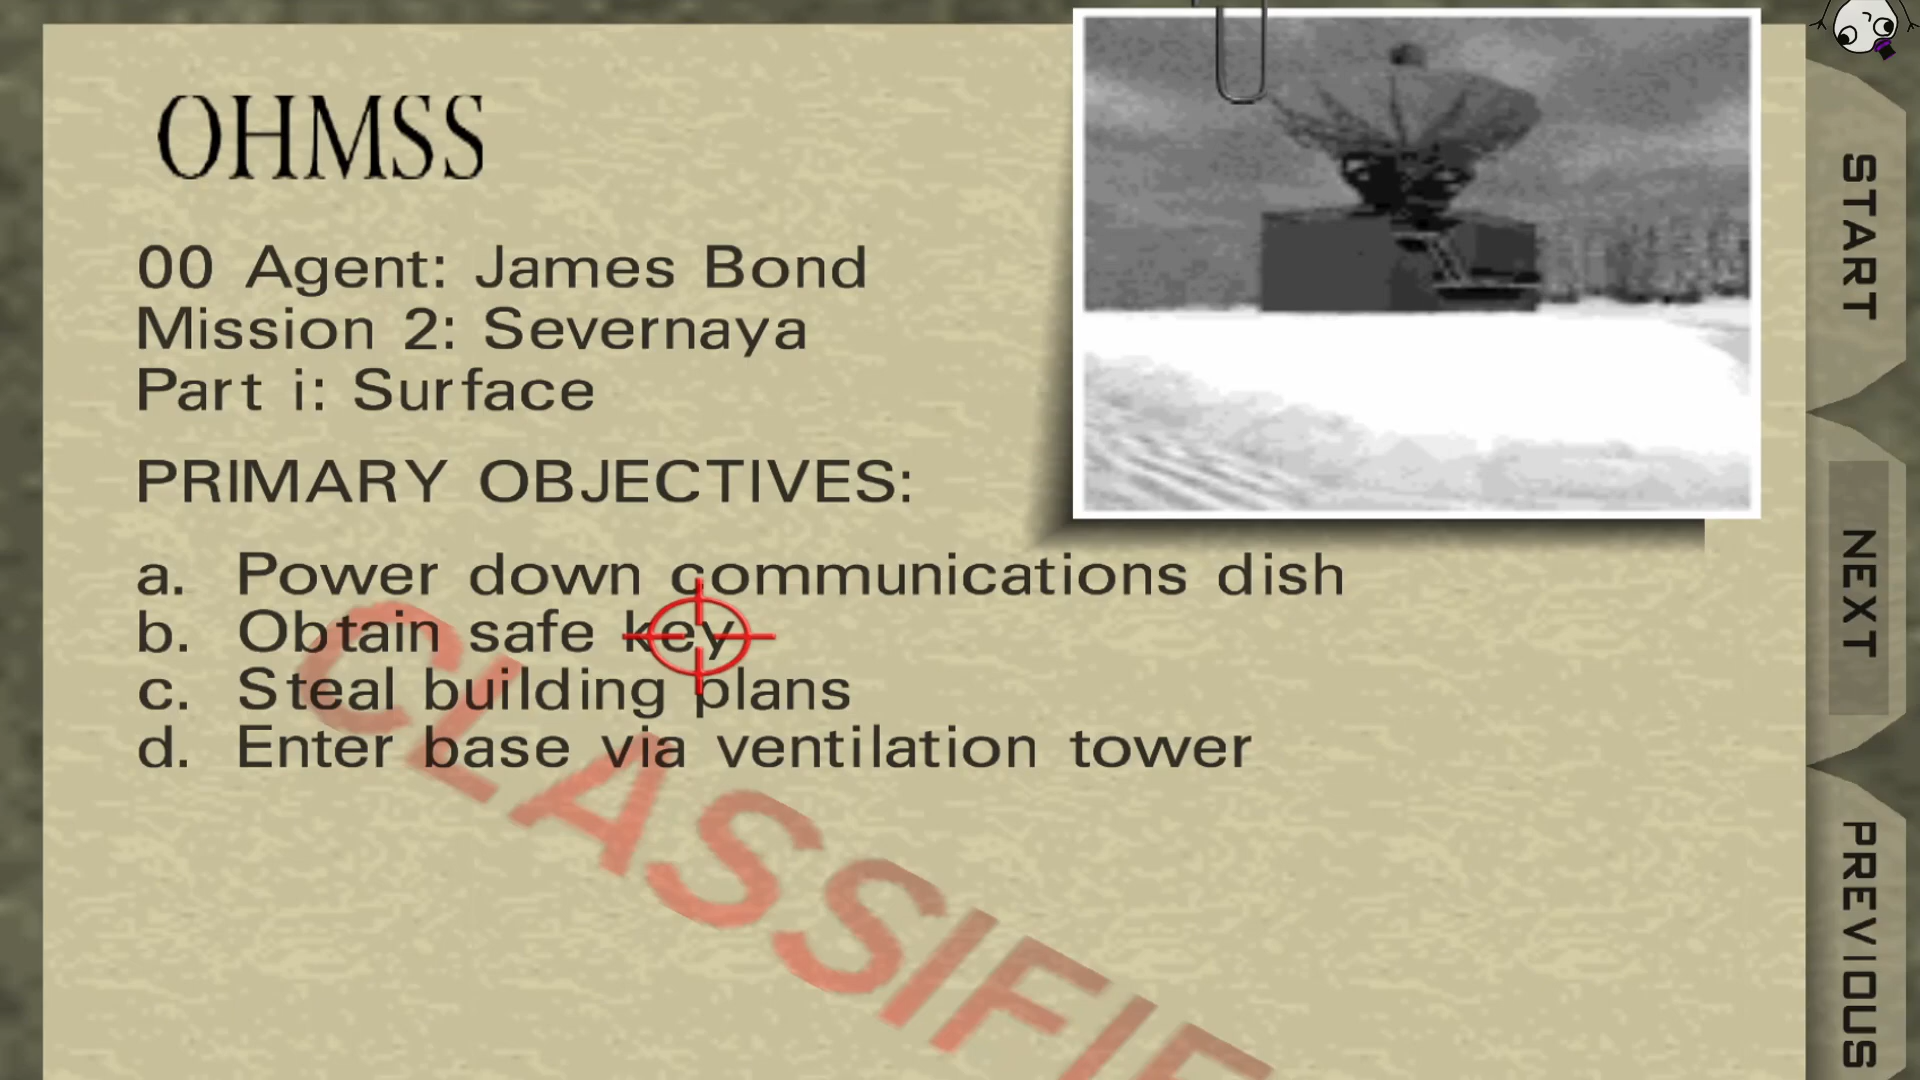 OHMSS
00 Agent: James Bond
Mission 2: Severnaya
Part i: Surface
PRIMARY OBJECTIVES:
a. Power down communications dish
b. Obtain safe key
c. Steal building plans
d. Enter base via ventilation tower
CLASSIFIE
START
NEXT
PREVIOUS